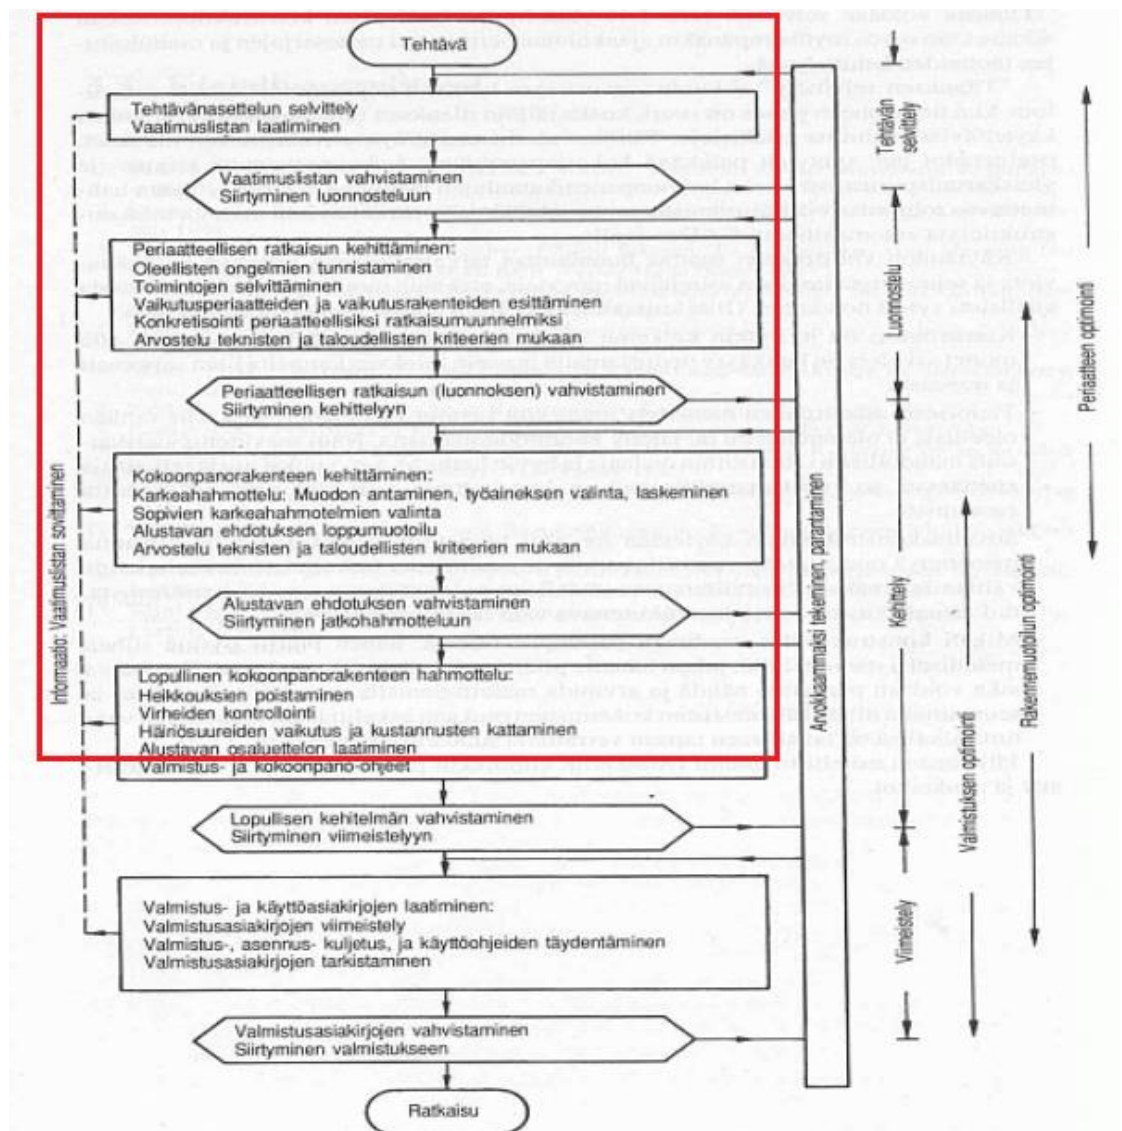 Tehtävä
Tehtävänasettelun selvittely
Vaatimuslistan laatiminen
Vaatimuslistan vahvistaminen
Siirtyminen luonnosteluun
Periaatteellisen ratkaisun kehittäminen:
Oleellisten ongelmien tunnistaminen
Toimintojen selvittäminen
Vaikutusperiaatteiden ja vaikutusrakenteiden esittäminen
Konkretisointi periaatteellisiksi ratkaisumuunnelmiksi
Arvostelu teknisten ja taloudellisten kriteerien mukaan
Periaatteellisen ratkaisun (luonnoksen) vahvistaminen
Siirtyminen kehittelyyn
Kokoonpanorakenteen kehittäminen:
Karkeahahmottelu: Muodon antaminen, työaineksen valinta, laskeminen
Sopivien karkeahahmotelmien valinta
Alustavan ehdotuksen loppumuotoilu
Arvostelu teknisten ja taloudellisten kriteerien mukaan
Alustavan ehdotuksen vahvistaminen
Siirtyminen jatkohahmotteluun
Lopullinen kokoonpanorakenteen hahmottelu:
Heikkouksien poistaminen
Virheiden kontrollointi
Häiriösuureiden vaikutus ja kustannusten kattaminen
Alustavan osaluettelon laatiminen
Valmistus- ja kokoonpano-ohjeet
Lopullisen kehitelmän vahvistaminen
Siirtyminen viimeistelyyn
Valmistus- ja käyttöasiakirjojen laatiminen:
Valmistusasiakirjojen viimeistely
Valmistus-, asennus- kuljetus, ja käyttöohjeiden täydentäminen
Valmistusasiakirjojen tarkistaminen
Valmistusasiakirjojen vahvistaminen
Siirtyminen valmistukseen
Ratkaisu
Informaatio: Vaatimuslistan sovittaminen
Arvokkaammaksi tekeminen, parantaminen
Tehtävän
selvittely
Luonnostelu
Kehittely
Viimeistely
Valmistuksen optimointi
Rakennemuotoilun optimointi
Periaatteen optimointi